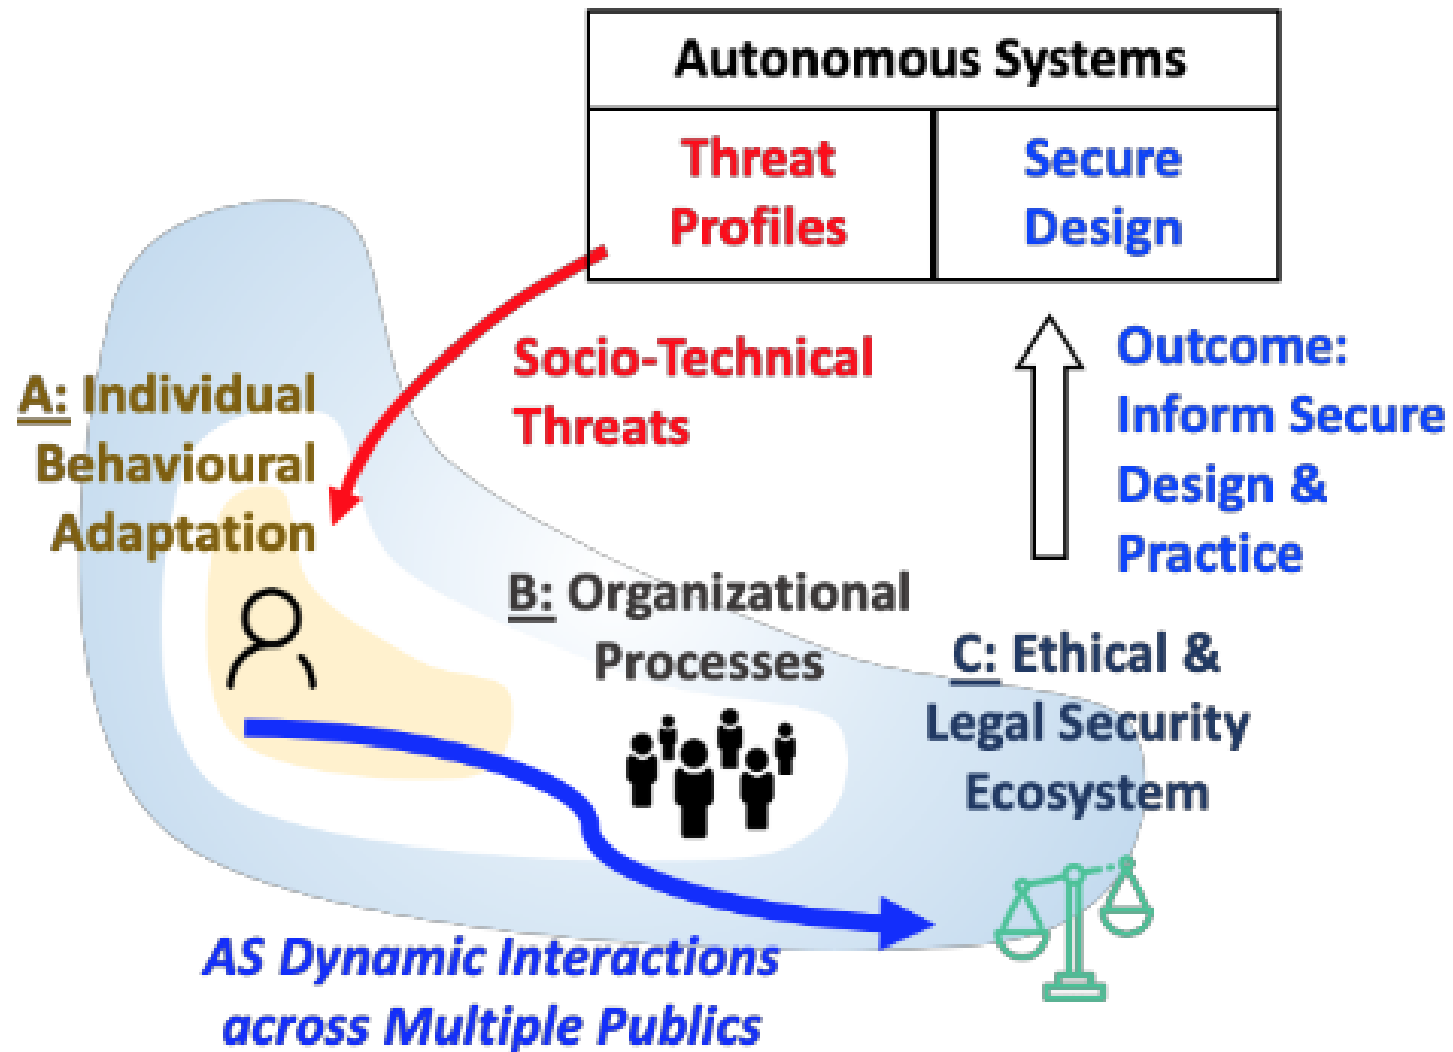 Autonomous Systems
Threat
Profiles
Secure
Design
Socio-Technical
Threats
Outcome:
Inform Secure
Design &
Practice
A: Individual
Behavioural
Adaptation
B: Organizational
Processes
C: Ethical &
Legal Security
Ecosystem
AS Dynamic Interactions
across Multiple Publics